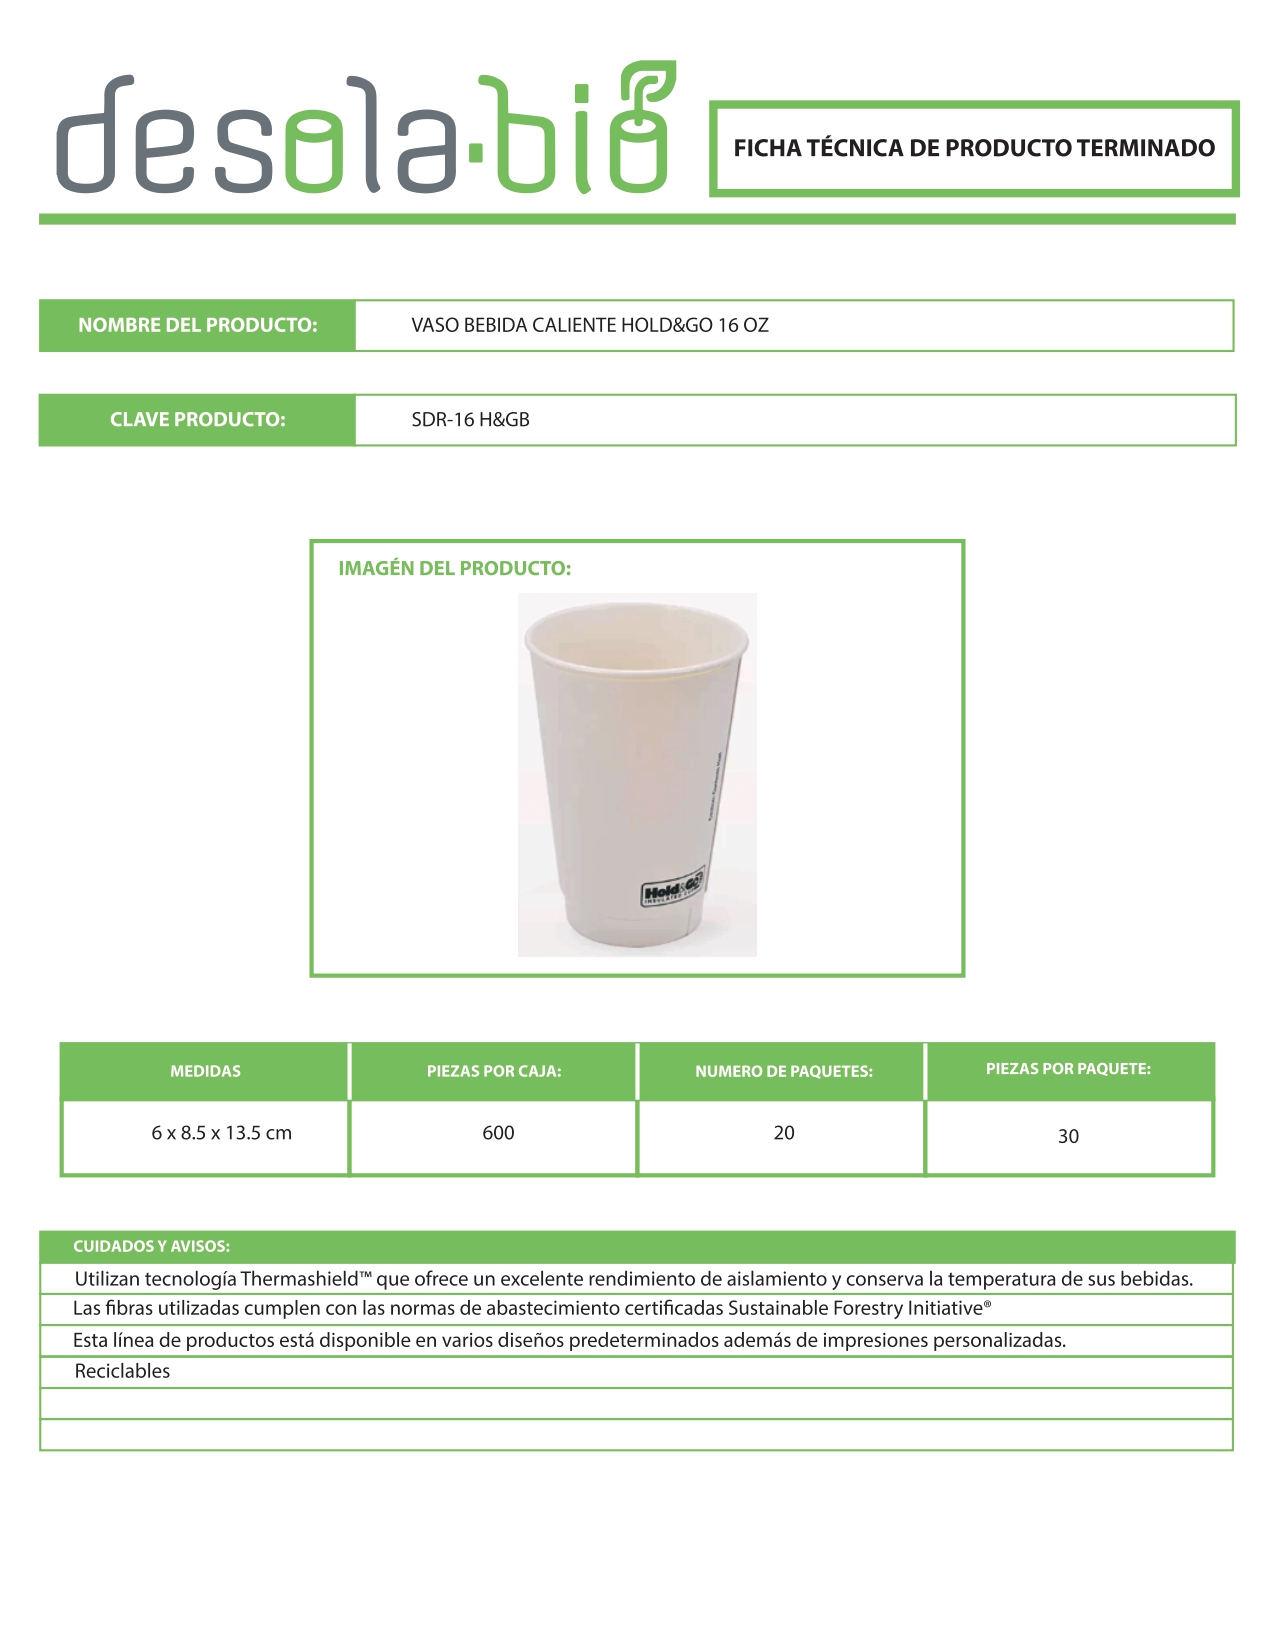 desola·bio
FICHA TÉCNICA DE PRODUCTO TERMINADO
NOMBRE DEL PRODUCTO:
VASO BEBIDA CALIENTE HOLD&GO 16 OZ
CLAVE PRODUCTO:
SDR-16 H&GB
IMAGÉN DEL PRODUCTO:
Hold&Go
INSULATED
MEDIDAS
PIEZAS POR CAJA:
NUMERO DE PAQUETES:
PIEZAS POR PAQUETE:
6 x 8.5 x 13.5 cm
600
20
30
CUIDADOS Y AVISOS:
Utilizan tecnología Thermashield™ que ofrece un excelente rendimiento de aislamiento y conserva la temperatura de sus bebidas.
Las fibras utilizadas cumplen con las normas de abastecimiento certificadas Sustainable Forestry Initiative®
Esta línea de productos está disponible en varios diseños predeterminados además de impresiones personalizadas.
Reciclables